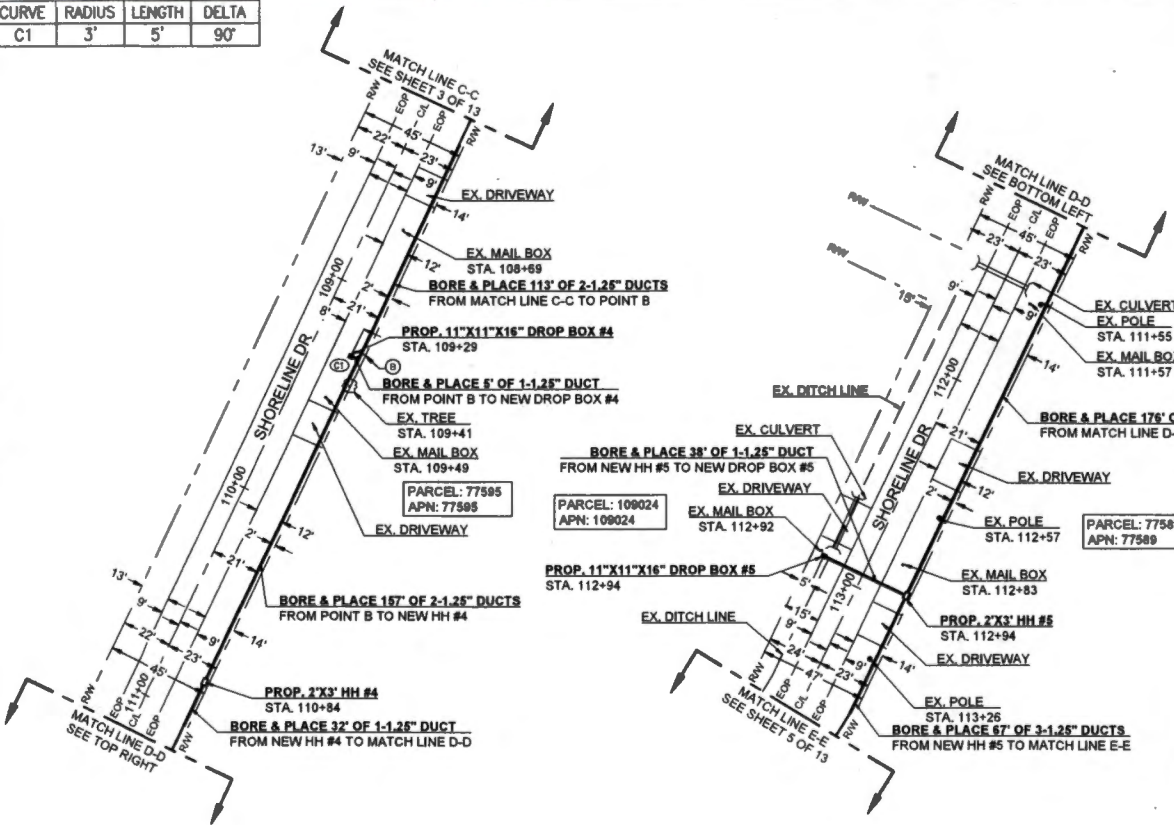 CURVE RADIUS LENGTH DELTA
C1 3' 5' 90°
MATCH LINE C-C
SEE SHEET 3 OF 13
R/W
EOP
C/L
EOP
R/W
45'
22'
23'
13'
9'
9'
14'
EX. DRIVEWAY
EX. MAIL BOX
STA. 108+69
12'
BORE & PLACE 113' OF 2-1.25" DUCTS
FROM MATCH LINE C-C TO POINT B
109+00
2'
21'
8'
PROP. 11"X11"X16" DROP BOX #4
STA. 109+29
C1
B
BORE & PLACE 5' OF 1-1.25" DUCT
FROM POINT B TO NEW DROP BOX #4
EX. TREE
STA. 109+41
EX. MAIL BOX
STA. 109+49
SHORELINE DR
PARCEL: 77595
APN: 77595
EX. DRIVEWAY
110+00
12'
2'
21'
13'
BORE & PLACE 157' OF 2-1.25" DUCTS
FROM POINT B TO NEW HH #4
9'
9'
14'
22'
23'
45'
PROP. 2'X3' HH #4
STA. 110+84
111+00
R/W
EOP
C/L
EOP
R/W
BORE & PLACE 32' OF 1-1.25" DUCT
FROM NEW HH #4 TO MATCH LINE D-D
MATCH LINE D-D
SEE TOP RIGHT
MATCH LINE D-D
SEE BOTTOM LEFT
R/W
R/W
R/W
EOP
C/L
EOP
R/W
45'
23'
23'
15'
9'
9'
EX. CULVERT
EX. POLE
STA. 111+55
EX. MAIL BOX
STA. 111+57
14'
112+00
EX. DITCH LINE
BORE & PLACE 176'
FROM MATCH LINE
EX. CULVERT
21'
BORE & PLACE 38' OF 1-1.25" DUCT
FROM NEW HH #5 TO NEW DROP BOX #5
SHORELINE DR
EX. DRIVEWAY
EX. DRIVEWAY
2'
12'
PARCEL: 109024
APN: 109024
EX. MAIL BOX
STA. 112+92
EX. POLE
STA. 112+57
PARCEL:
APN: 77589
PROP. 11"X11"X16" DROP BOX #5
STA. 112+94
EX. MAIL BOX
STA. 112+83
5'
113+00
15'
PROP. 2'X3' HH #5
STA. 112+94
EX. DITCH LINE
9'
9'
14'
EX. DRIVEWAY
24'
23'
47'
EX. POLE
STA. 113+26
R/W
EOP
C/L
EOP
R/W
BORE & PLACE 67' OF 3-1.25" DUCTS
FROM NEW HH #5 TO MATCH LINE E-E
MATCH LINE E-E
SEE SHEET 5 OF 13